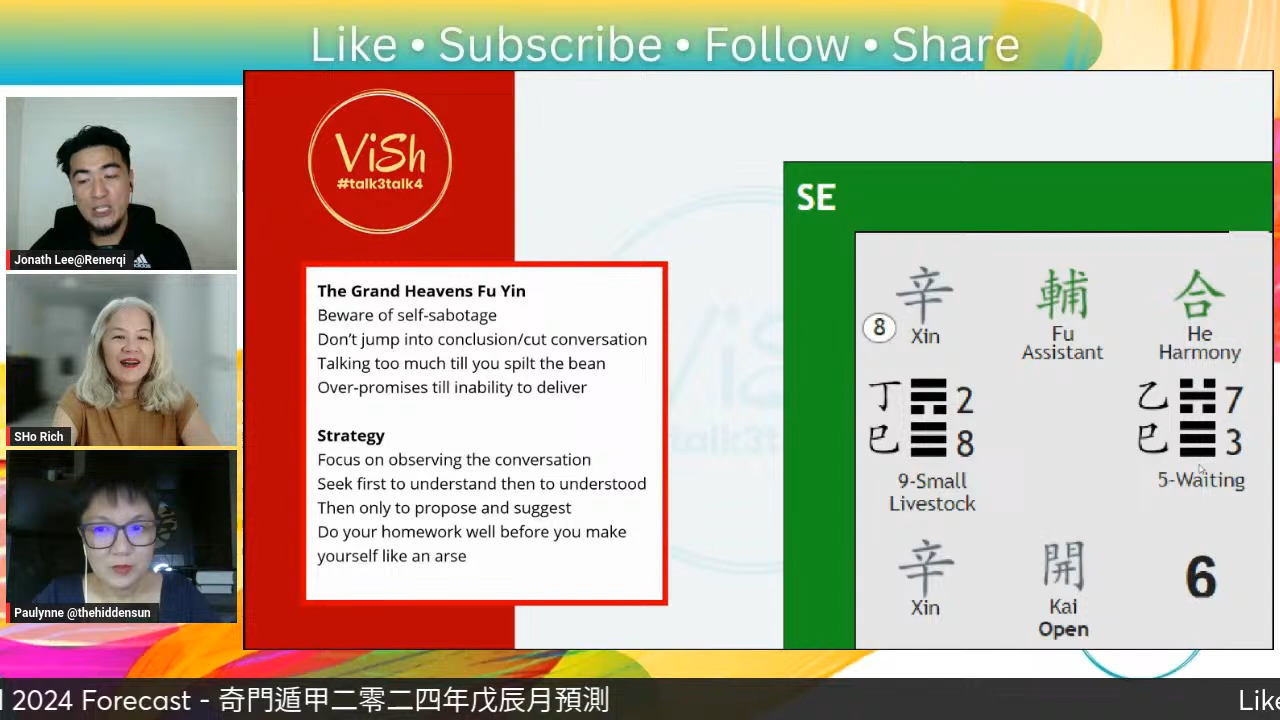 Like • Subscribe • Follow • Share
ViSh
#talk3talk4
Jonath Lee@Renerqi
adidas
SHo Rich
Paulynne @thehiddensun
The Grand Heavens Fu Yin
Beware of self-sabotage
Don’t jump into conclusion/cut conversation
Talking too much till you spilt the bean
Over-promises till inability to deliver
Strategy
Focus on observing the conversation
Seek first to understand then to understood
Then only to propose and suggest
Do your homework well before you make
yourself like an arse
SE
辛 輔 合
8 Xin Fu He
Assistant Harmony
丁 2 乙 7
巳 8 巳 3
9-Small 5-Waiting
Livestock
辛 開 6
Xin Kai
Open
2024 Forecast - 奇門遁甲二零二四年戊辰月預測
Like